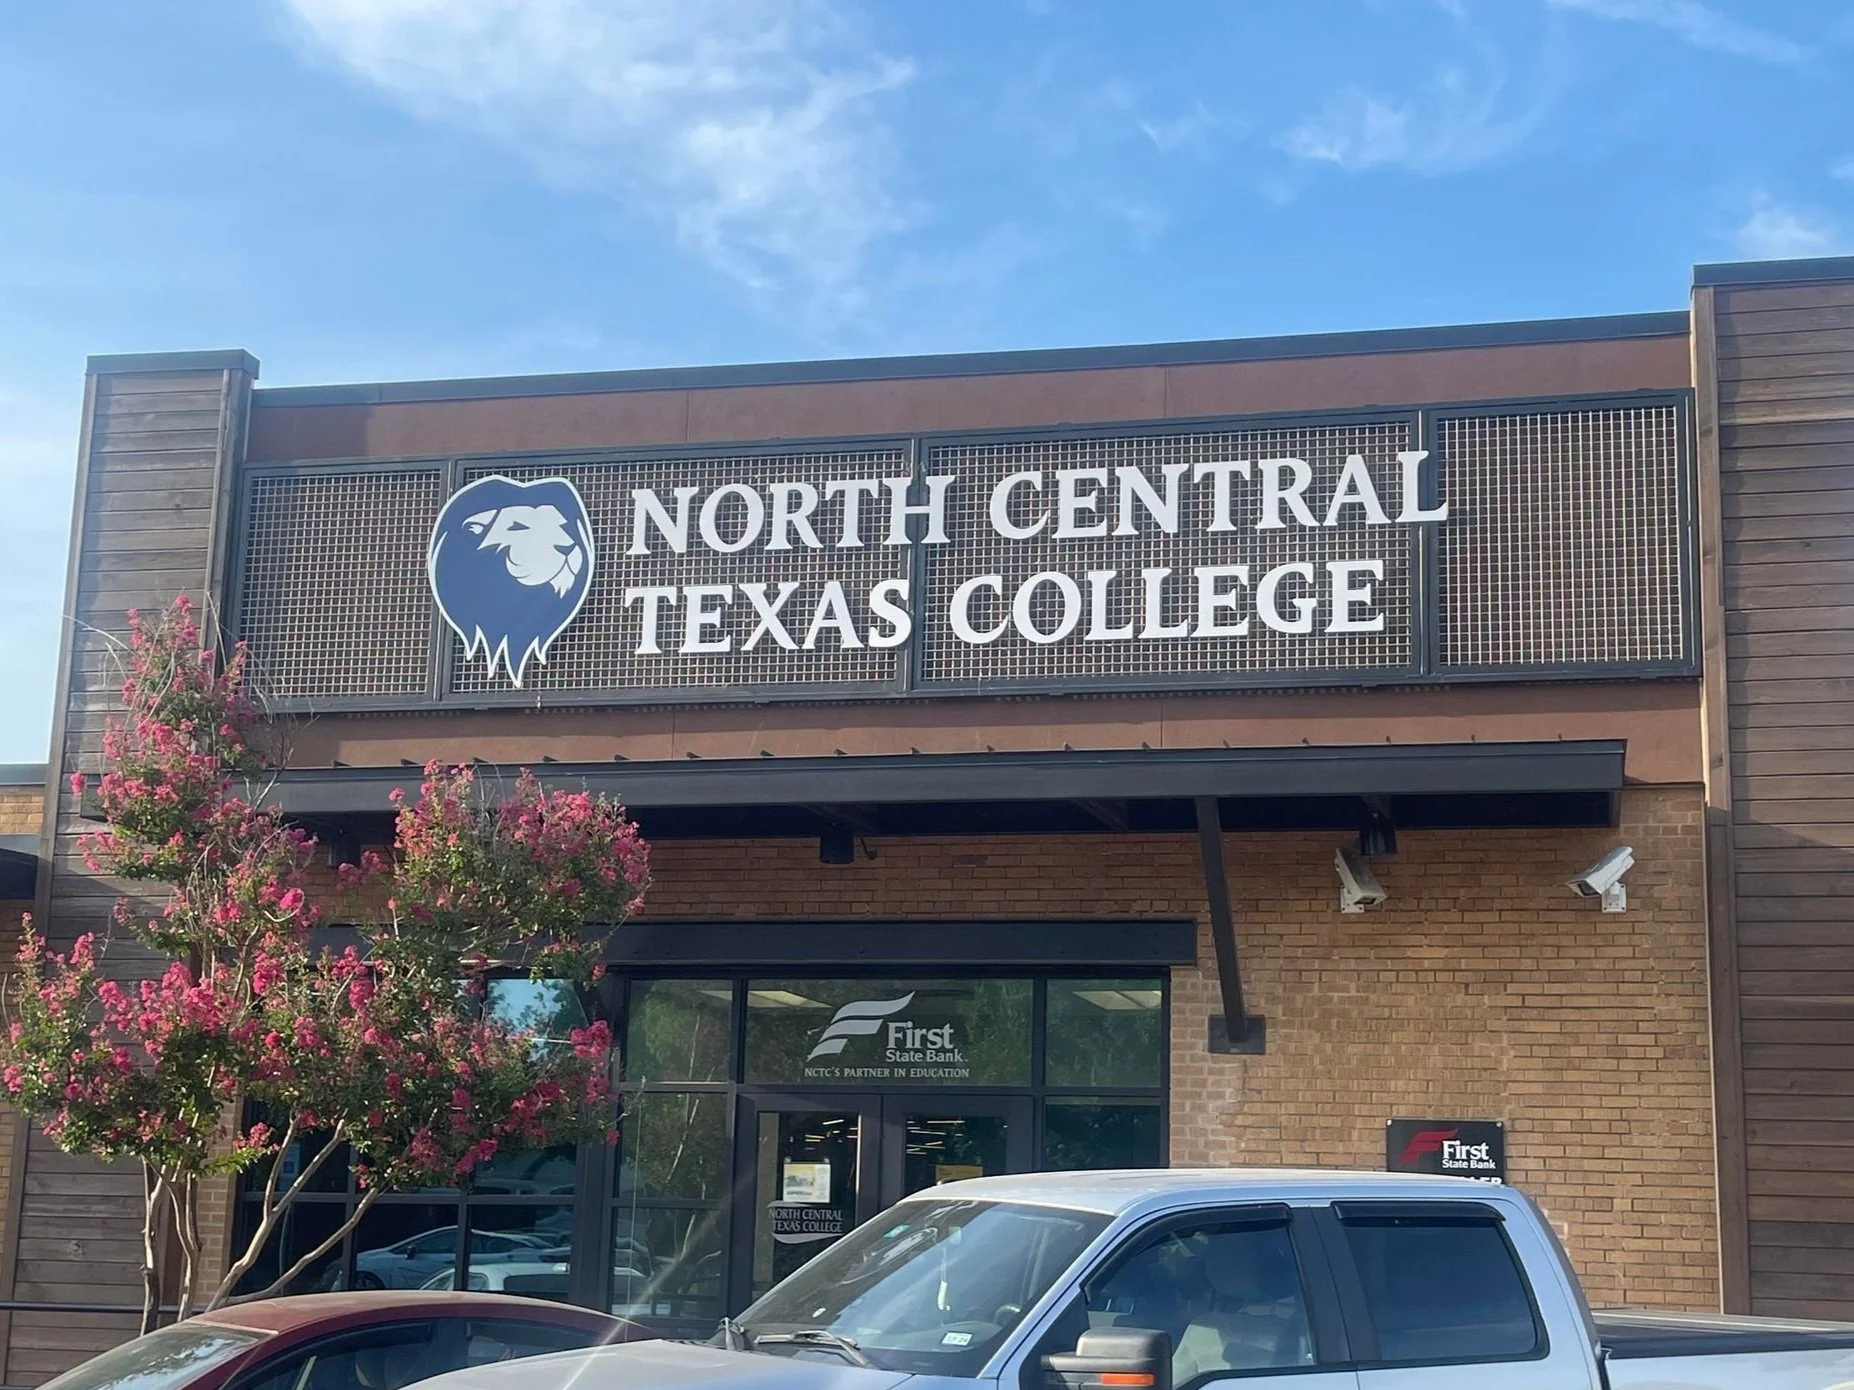 NORTH CENTRAL
TEXAS COLLEGE
First
State Bank
NCTC'S PARTNER IN EDUCATION
First
State Bank
NORTH CENTRAL
TEXAS COLLEGE